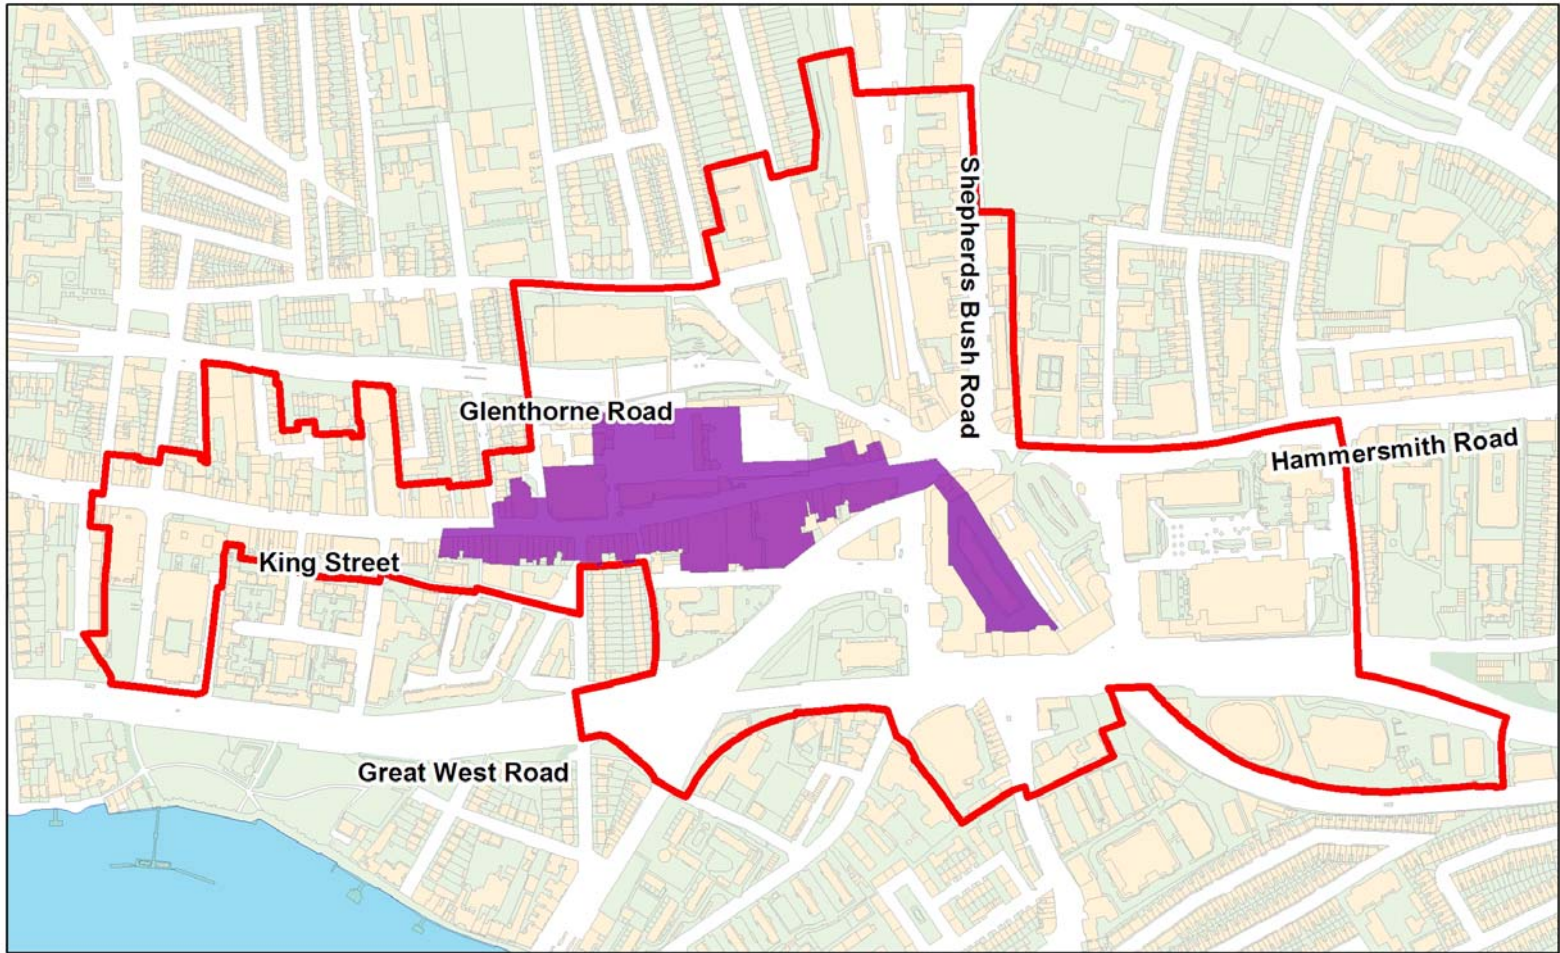 Shepherds Bush Road
Glenthorne Road
Hammersmith Road
King Street
Great West Road